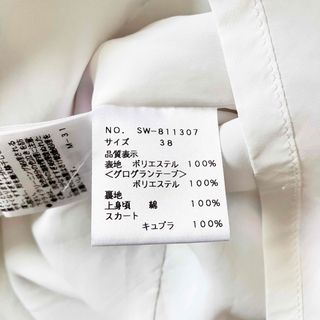 NO. SW-811307
サイズ 38
品質表示
表地 ポリエステル 100%
<グログランテープ>
ポリエステル 100%
裏地
上身頃 綿 100%
スカート
キュプラ 100%
M-31